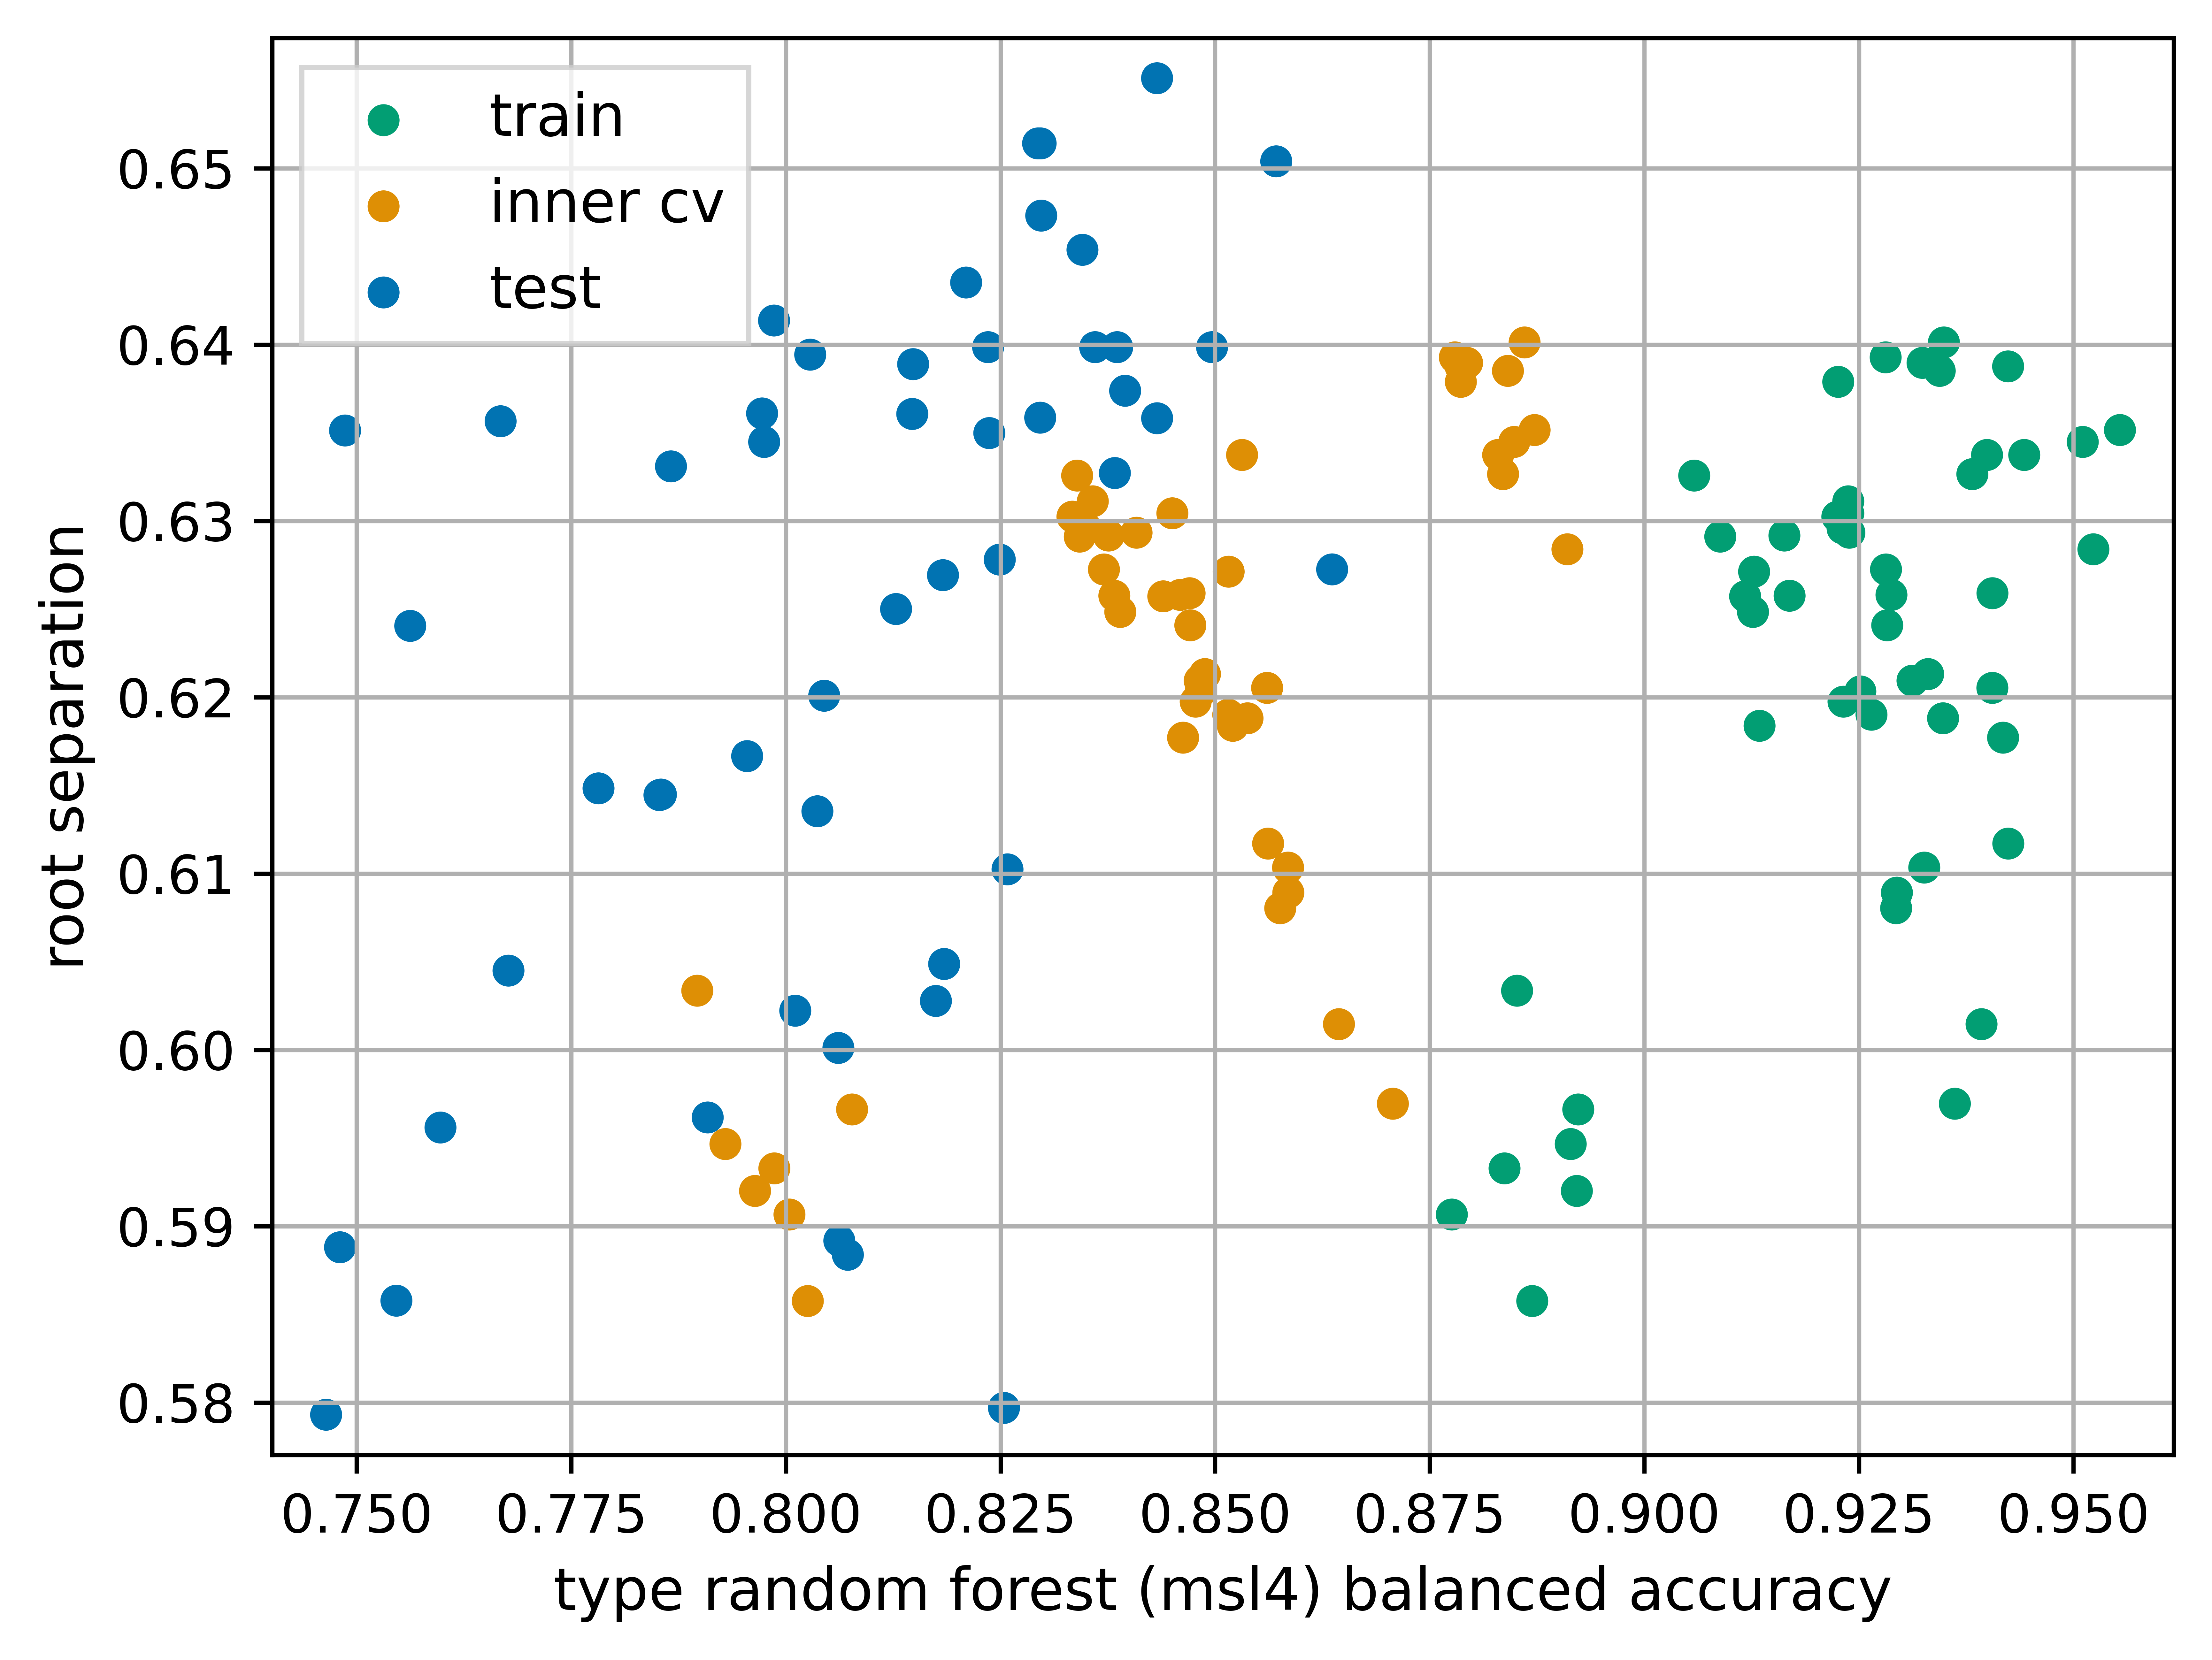 train
inner cv
test
0.65
0.64
0.63
0.62
0.61
0.60
0.59
0.58
root separation
0.750 0.775 0.800 0.825 0.850 0.875 0.900 0.925 0.950
type random forest (msl4) balanced accuracy